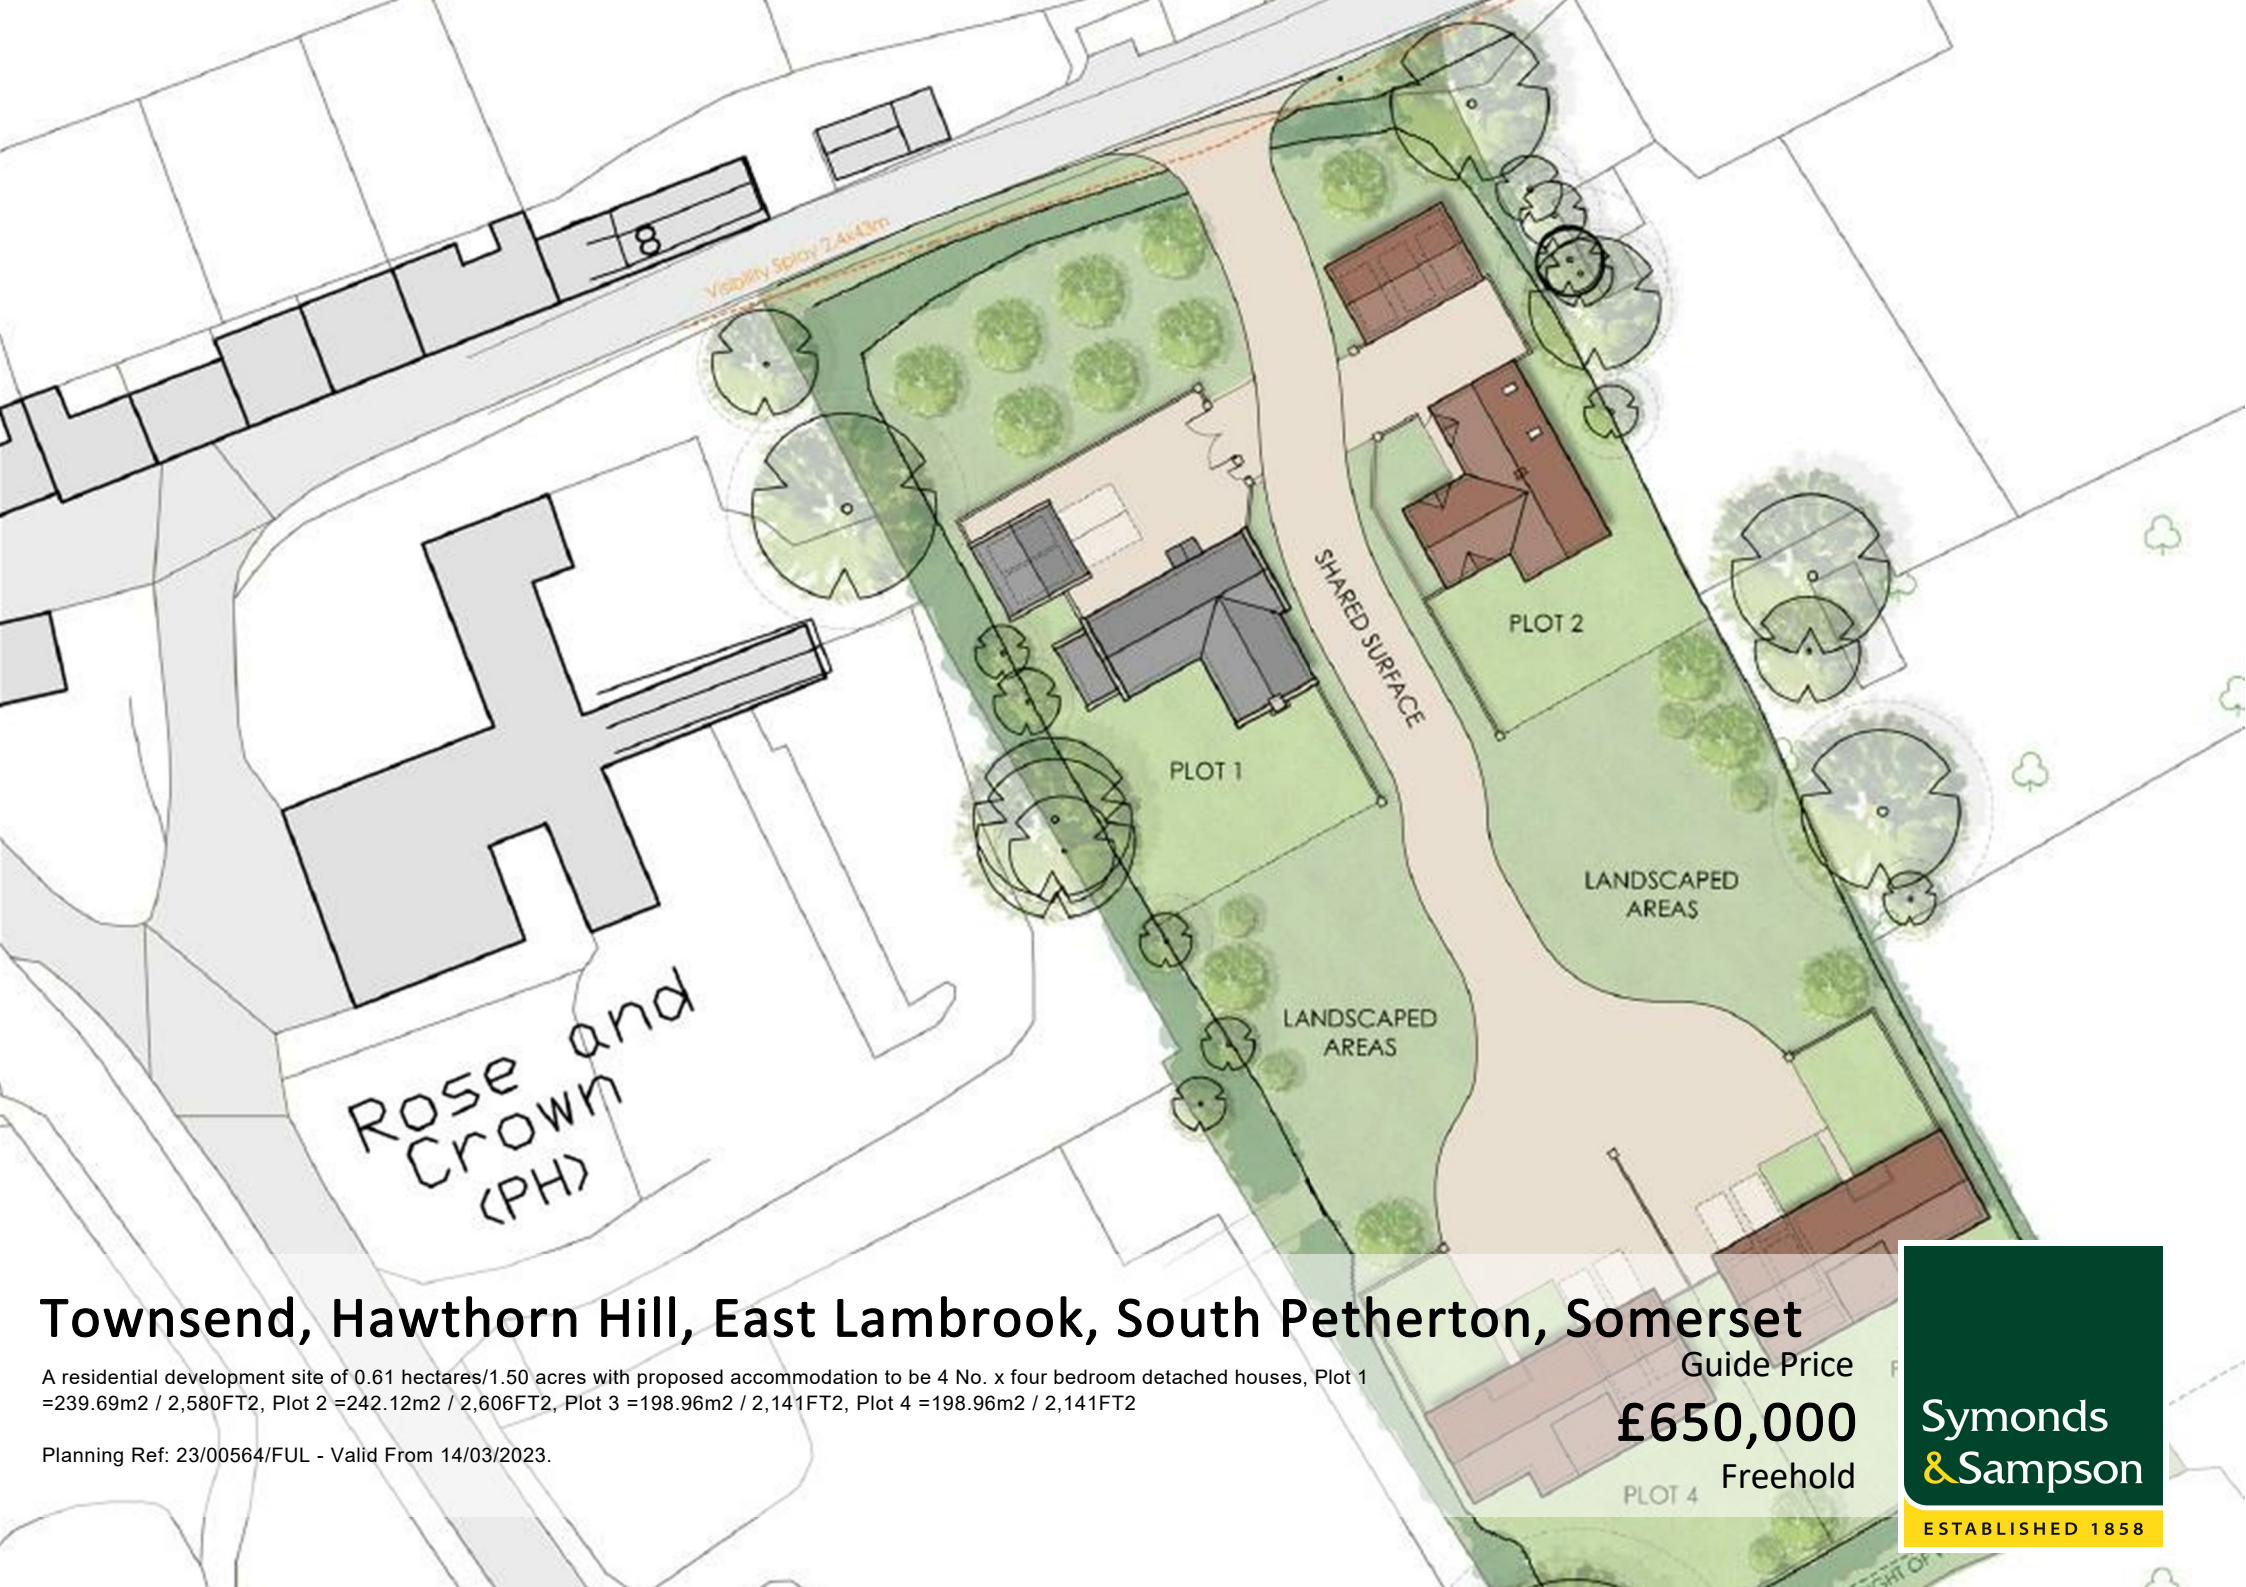 8
Visibility Splay 2.4x43m
SHARED SURFACE
PLOT 2
PLOT 1
LANDSCAPED
AREAS
LANDSCAPED
AREAS
Rose and
Crown
(PH)
Townsend, Hawthorn Hill, East Lambrook, South Petherton, Somerset
A residential development site of 0.61 hectares/1.50 acres with proposed accommodation to be 4 No. x four bedroom detached houses, Plot 1
=239.69m2 / 2,580FT2, Plot 2 =242.12m2 / 2,606FT2, Plot 3 =198.96m2 / 2,141FT2, Plot 4 =198.96m2 / 2,141FT2
Planning Ref: 23/00564/FUL - Valid From 14/03/2023.
Guide Price
£650,000
Freehold
PLOT 4
Symonds
&Sampson
ESTABLISHED 1858